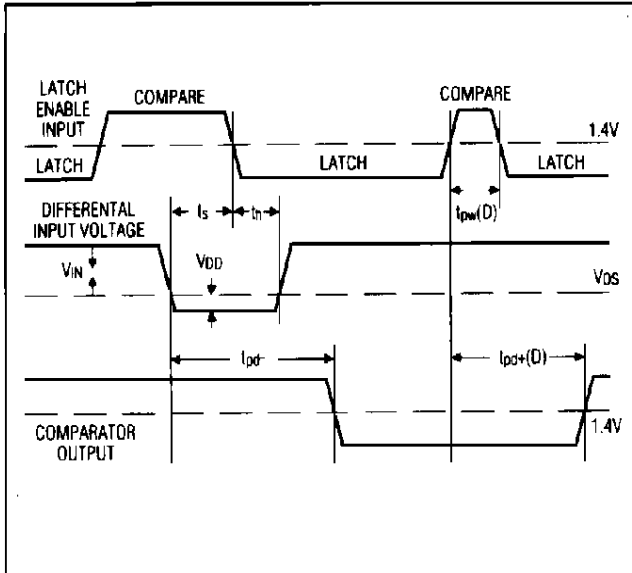 LATCH
ENABLE
INPUT
COMPARE
COMPARE
1.4V
LATCH
LATCH
LATCH
DIFFERENTAL
INPUT VOLTAGE
ts
th
tpw(D)
VIN
VDD
VOS
tpd-
tpd+(D)
COMPARATOR
OUTPUT
1.4V